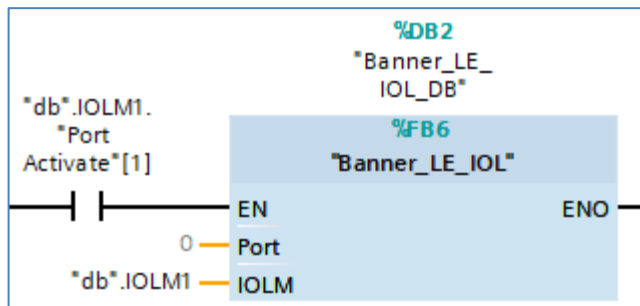 %DB2
"Banner_LE_
IOL_DB"
"db".IOLM1.
"Port
Activate"[1]
%FB6
"Banner_LE_IOL"
EN
ENO
0
Port
"db".IOLM1
IOLM